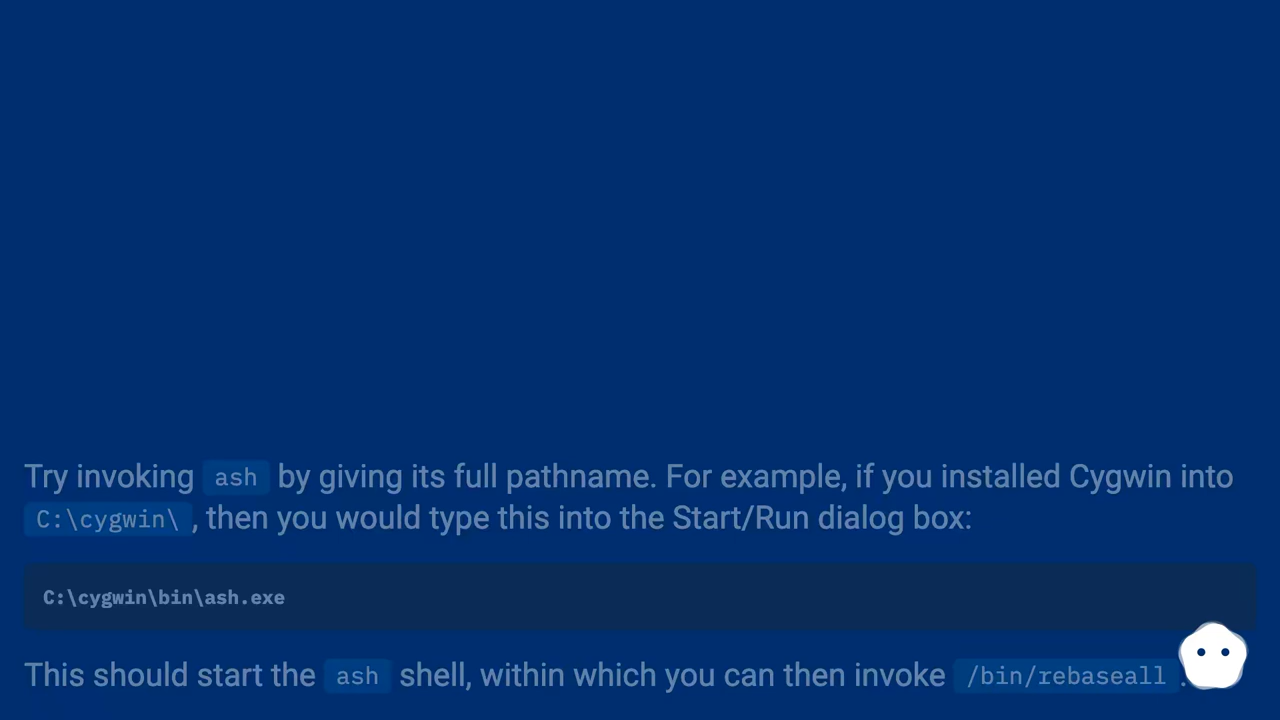 Try invoking ash by giving its full pathname. For example, if you installed Cygwin into
C:\cygwin\ , then you would type this into the Start/Run dialog box:
C:\cygwin\bin\ash.exe
This should start the ash shell, within which you can then invoke /bin/rebaseall .